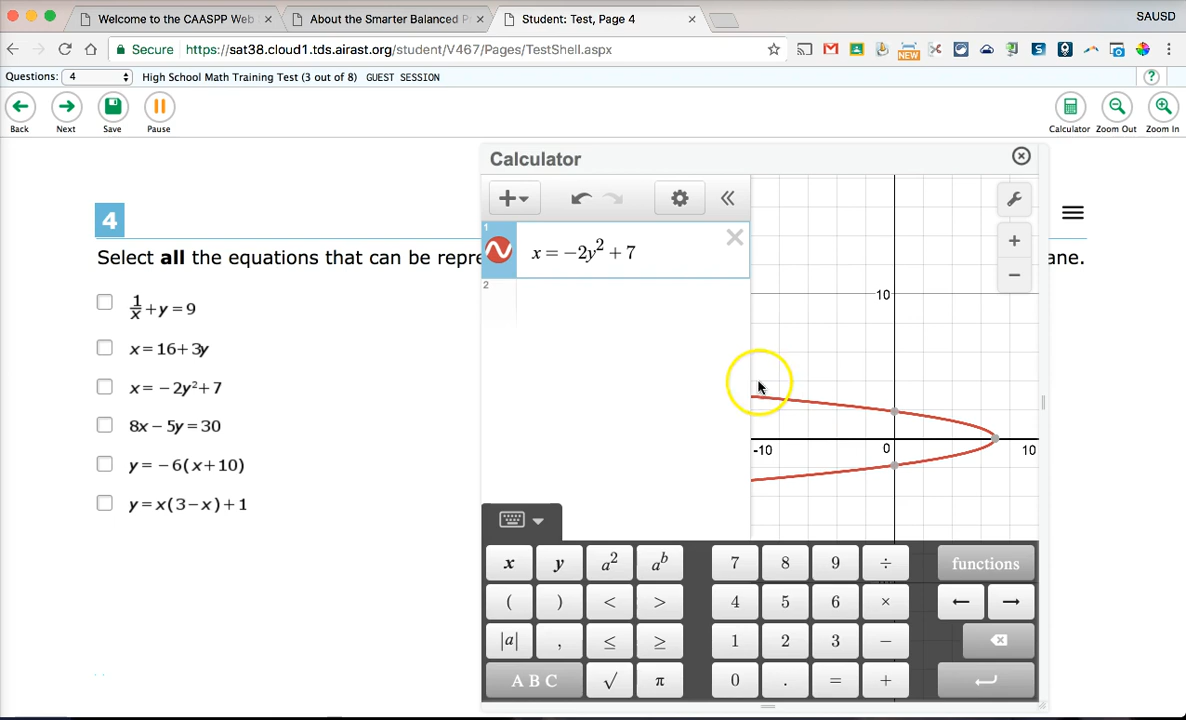 Welcome to the CAASPP Web
About the Smarter Balanced P
Student: Test, Page 4
SAUSD
Secure
https://sat38.cloud1.tds.airast.org/student/V467/Pages/TestShell.aspx
NEW
Questions: 4
High School Math Training Test (3 out of 8) GUEST SESSION
?
Back
Next
Save
Pause
Calculator
Zoom Out
Zoom In
4
Select all the equations that can be repre
ane.
1/x + y = 9
x = 16 + 3y
x = − 2y² + 7
8x − 5y = 30
y = − 6(x + 10)
y = x(3 − x) + 1
Calculator
1
x = −2y² + 7
2
10
-10
0
10
x y a² aᵇ 7 8 9 ÷ functions
( ) < > 4 5 6 × ← →
|a| , ≤ ≥ 1 2 3 −
A B C √ π 0 . = +